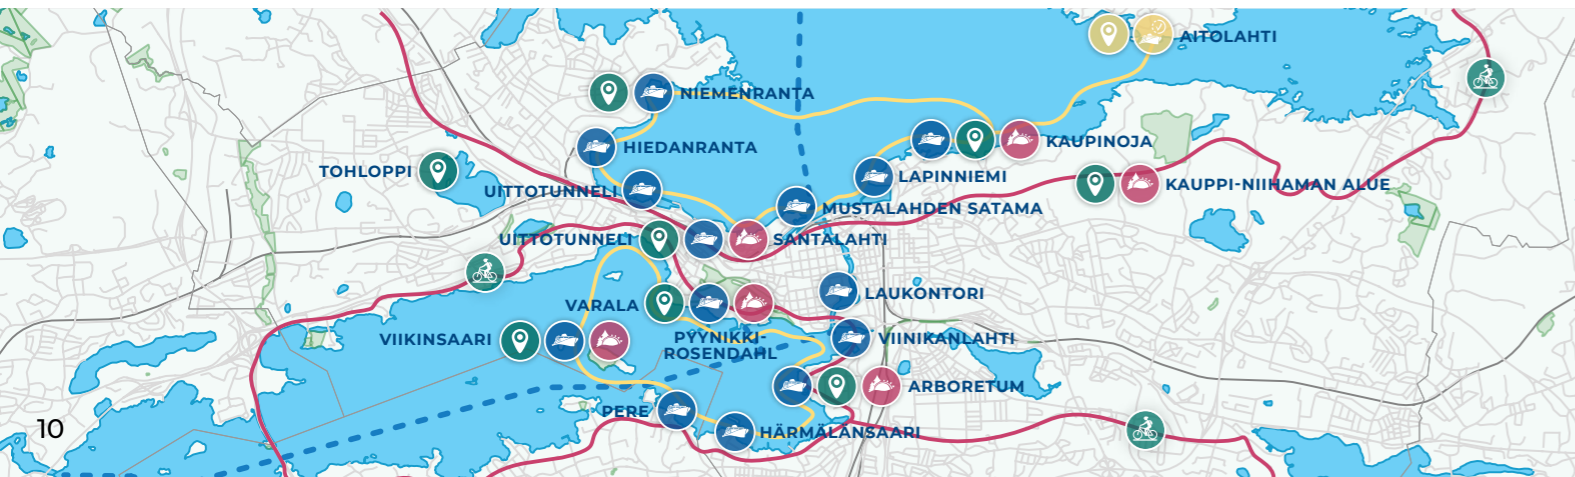 AITOLAHTI
NIEMENRANTA
KAUPINOJA
HIEDANRANTA
TOHLOPPI
LAPINNIEMI
KAUPPI-NIIHAMAN ALUE
UITTOTUNNELI
MUSTALAHDEN SATAMA
UITTOTUNNELI
SANTALAHTI
LAUKONTORI
VARALA
VIIKINSAARI
PYYNIKKI-
ROSENDAHL
VIINIKANLAHTI
ARBORETUM
PERE
HÄRMÄLÄNSAARI
10